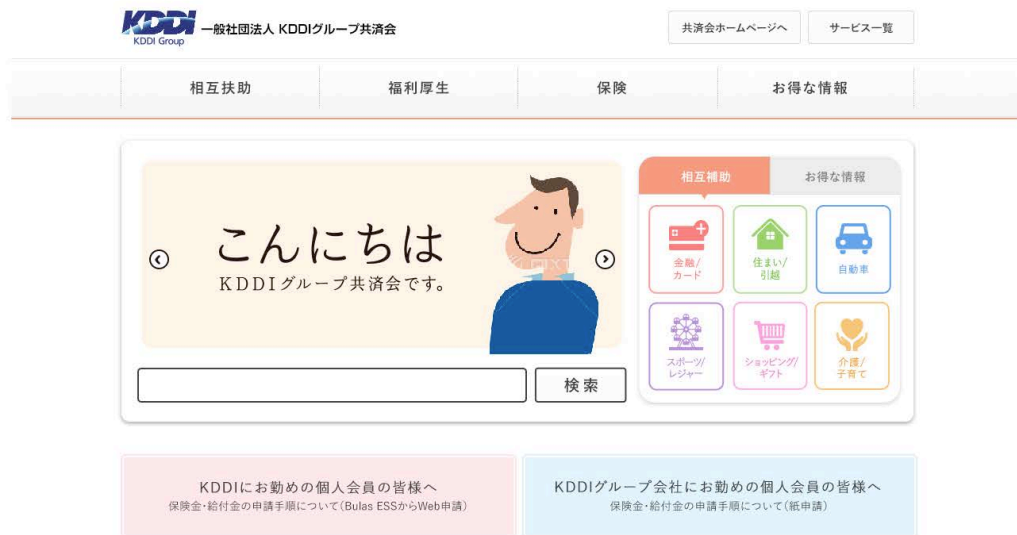 KDDI
KDDI Group
一般社団法人 KDDIグループ共済会
共済会ホームページへ
サービス一覧
相互扶助
福利厚生
保険
お得な情報
こんにちは
KDDIグループ共済会です。
検索
相互補助
お得な情報
金融/
カード
住まい/
引越
自動車
スポーツ/
レジャー
ショッピング/
ギフト
介護/
子育て
KDDIにお勤めの個人会員の皆様へ
保険金・給付金の申請手順について(Bulas ESSからWeb申請)
KDDIグループ会社にお勤めの個人会員の皆様へ
保険金・給付金の申請手順について(紙申請)